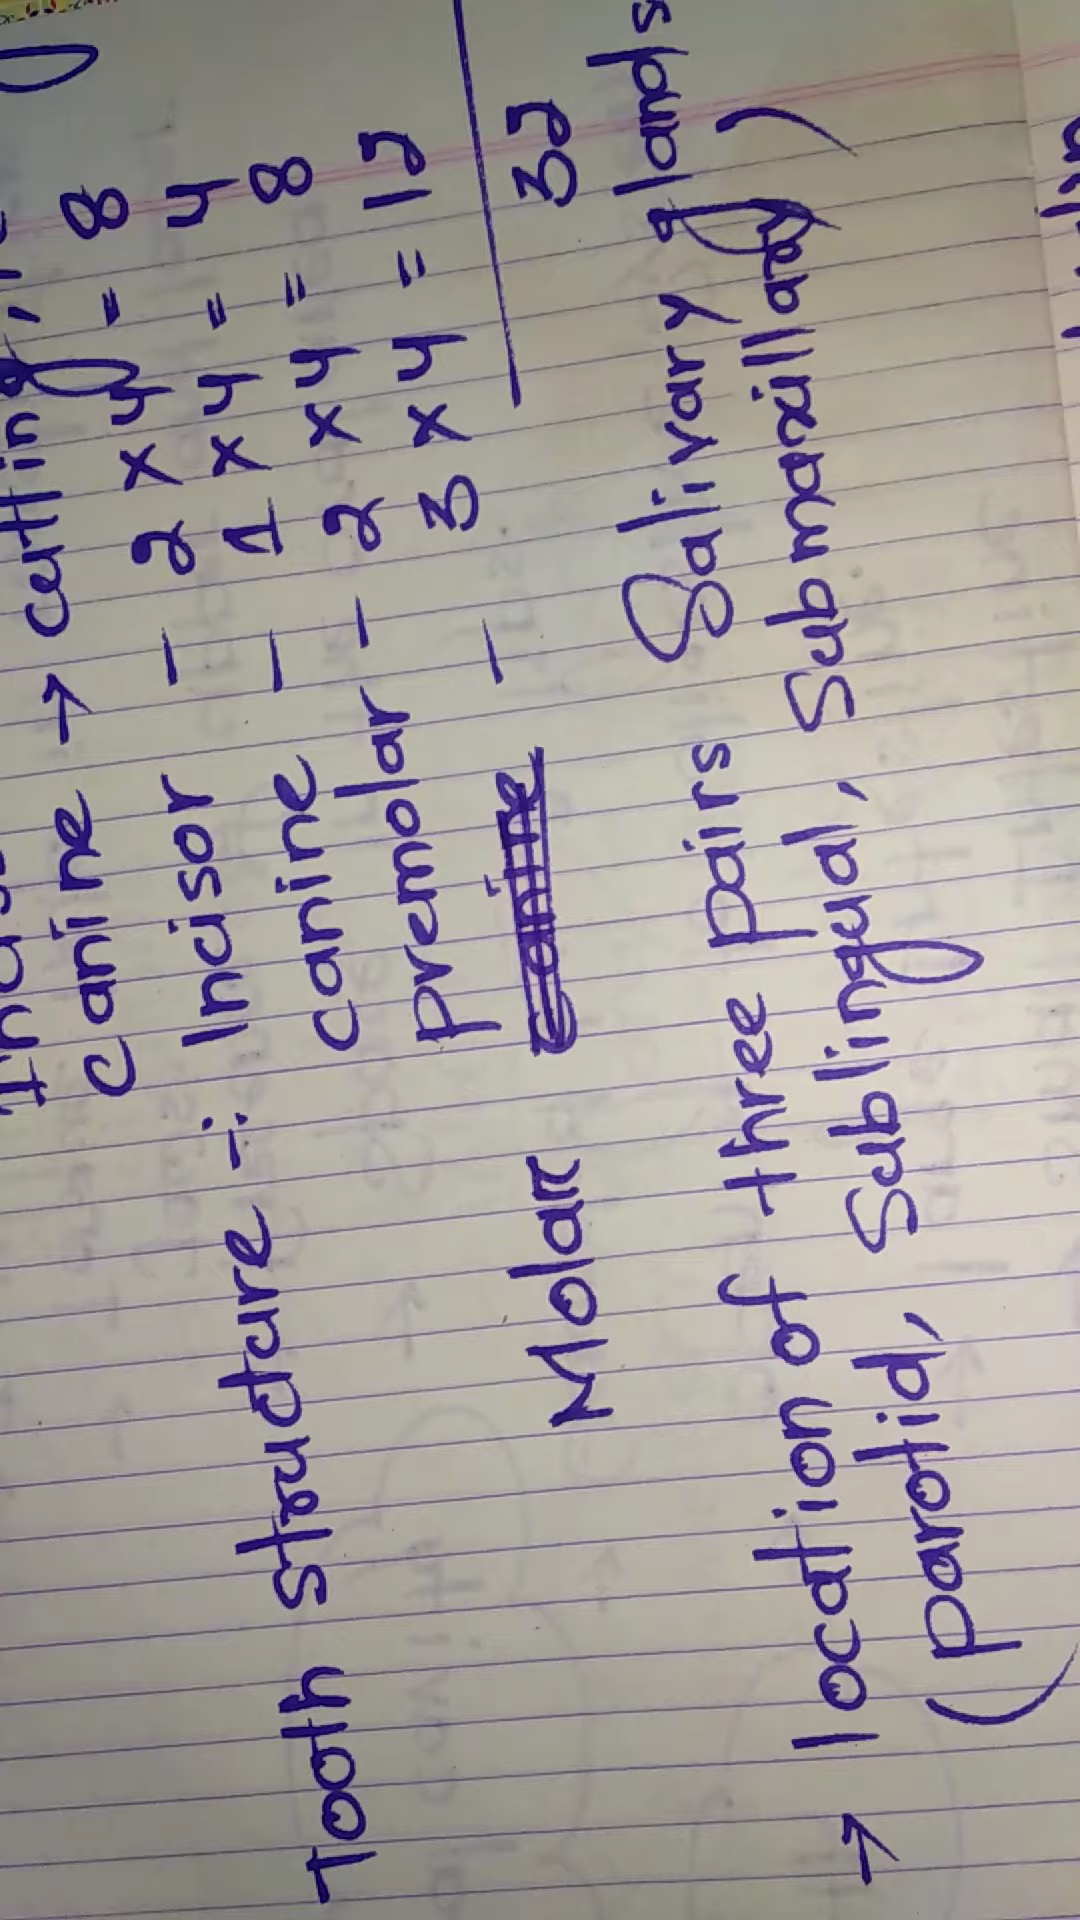 canine → cutting,
Tooth structure -: Incisor – 2 x 4 = 8
canine – 1 x 4 = 4
premolar – 2 x 4 = 8
Molar – 3 x 4 = 12
32
→ location of three pairs Salivary glands
(parotid, Sublingual, Submaxillary)